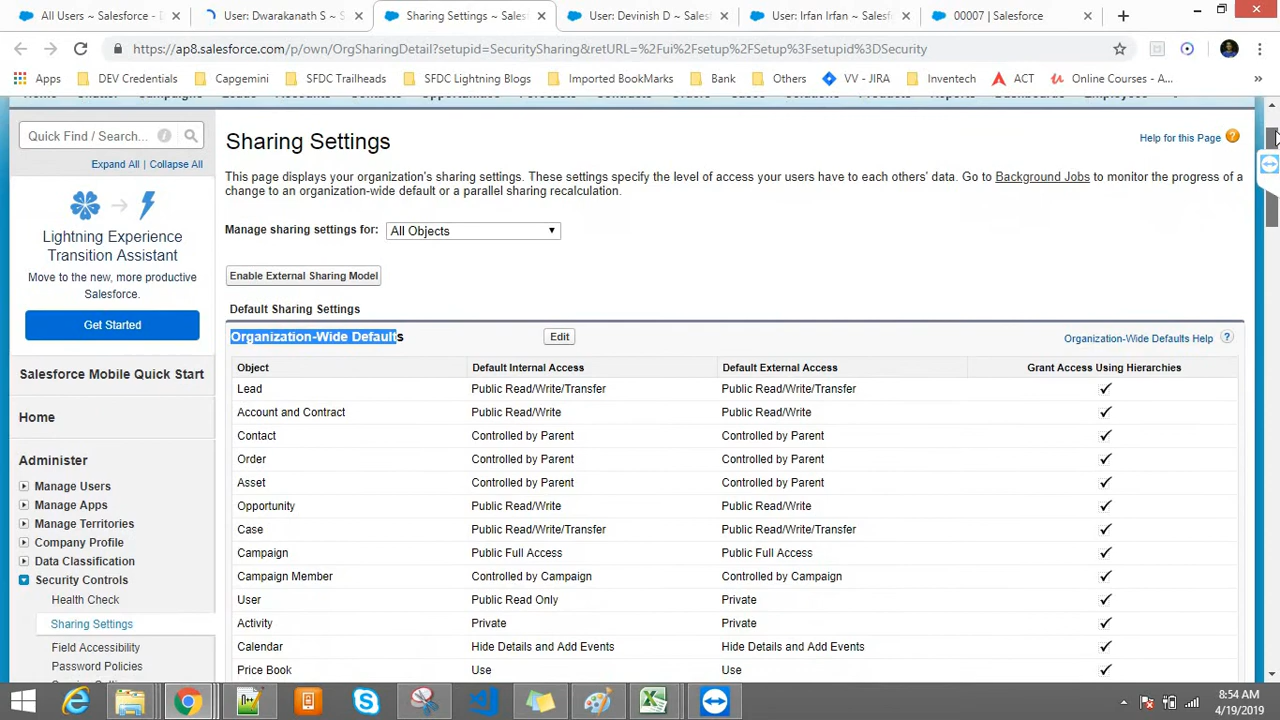 All Users ~ Salesforce - D
User: Dwarakanath S ~ Sales
Sharing Settings ~ Sales
User: Devinish D ~ Salesfo
User: Irfan Irfan ~ Salesfo
00007 | Salesforce
https://ap8.salesforce.com/p/own/OrgSharingDetail?setupid=SecuritySharing&retURL=%2Fui%2Fsetup%2FSetup%3Fsetupid%3DSecurity
Apps
DEV Credentials
Capgemini
SFDC Trailheads
SFDC Lightning Blogs
Imported BookMarks
Bank
Others
VV - JIRA
Inventech
ACT
Online Courses - A...
»
Quick Find / Search...
Expand All | Collapse All
Lightning Experience
Transition Assistant
Move to the new, more productive
Salesforce.
Get Started
Salesforce Mobile Quick Start
Home
Administer
Manage Users
Manage Apps
Manage Territories
Company Profile
Data Classification
Security Controls
Health Check
Sharing Settings
Field Accessibility
Password Policies
Sharing Settings
Help for this Page ?
This page displays your organization's sharing settings. These settings specify the level of access your users have to each others' data. Go to Background Jobs to monitor the progress of a
change to an organization-wide default or a parallel sharing recalculation.
Manage sharing settings for: All Objects
Enable External Sharing Model
Default Sharing Settings
Organization-Wide Defaults Edit Organization-Wide Defaults Help ?
Object Default Internal Access Default External Access Grant Access Using Hierarchies
Lead Public Read/Write/Transfer Public Read/Write/Transfer ✓
Account and Contract Public Read/Write Public Read/Write ✓
Contact Controlled by Parent Controlled by Parent ✓
Order Controlled by Parent Controlled by Parent ✓
Asset Controlled by Parent Controlled by Parent ✓
Opportunity Public Read/Write Public Read/Write ✓
Case Public Read/Write/Transfer Public Read/Write/Transfer ✓
Campaign Public Full Access Public Full Access ✓
Campaign Member Controlled by Campaign Controlled by Campaign ✓
User Public Read Only Private ✓
Activity Private Private ✓
Calendar Hide Details and Add Events Hide Details and Add Events ✓
Price Book Use Use ✓
8:54 AM
4/19/2019